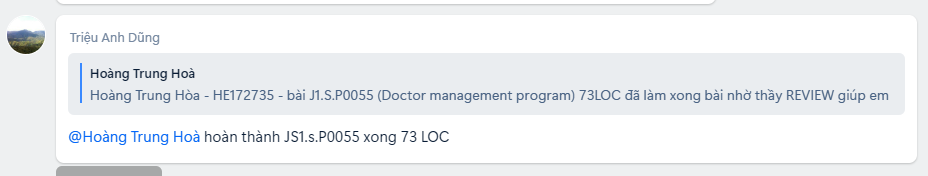 Triệu Anh Dũng
Hoàng Trung Hoà
Hoàng Trung Hòa - HE172735 - bài J1.S.P0055 (Doctor management program) 73LOC đã làm xong bài nhờ thầy REVIEW giúp em
@Hoàng Trung Hoà hoàn thành JS1.s.P0055 xong 73 LOC